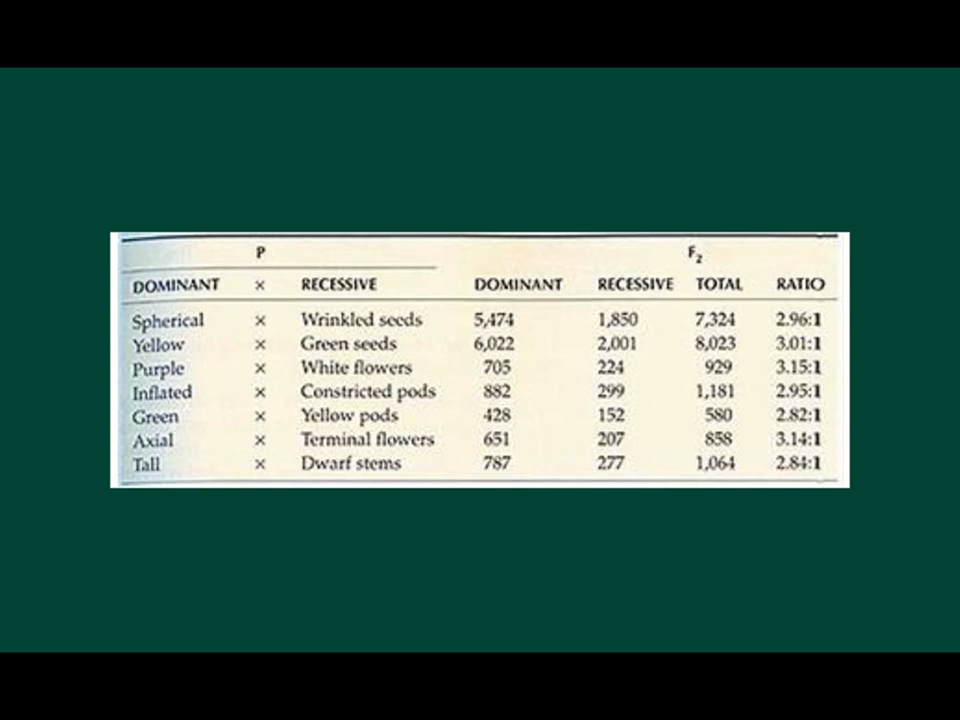 P F₂
DOMINANT × RECESSIVE DOMINANT RECESSIVE TOTAL RATIO
Spherical × Wrinkled seeds 5,474 1,850 7,324 2.96:1
Yellow × Green seeds 6,022 2,001 8,023 3.01:1
Purple × White flowers 705 224 929 3.15:1
Inflated × Constricted pods 882 299 1,181 2.95:1
Green × Yellow pods 428 152 580 2.82:1
Axial × Terminal flowers 651 207 858 3.14:1
Tall × Dwarf stems 787 277 1,064 2.84:1